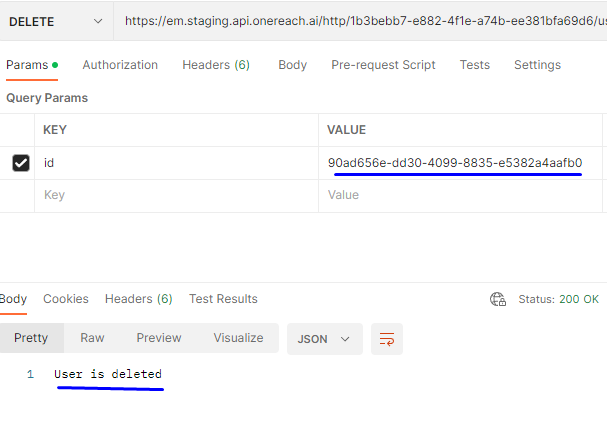 DELETE https://em.staging.api.onereach.ai/http/1b3bebb7-e882-4f1e-a74b-ee381bfa69d6/us
Params Authorization Headers (6) Body Pre-request Script Tests Settings
Query Params
KEY VALUE
id 90ad656e-dd30-4099-8835-e5382a4aafb0
Key Value
Body Cookies Headers (6) Test Results Status: 200 OK
Pretty Raw Preview Visualize JSON
1 User is deleted